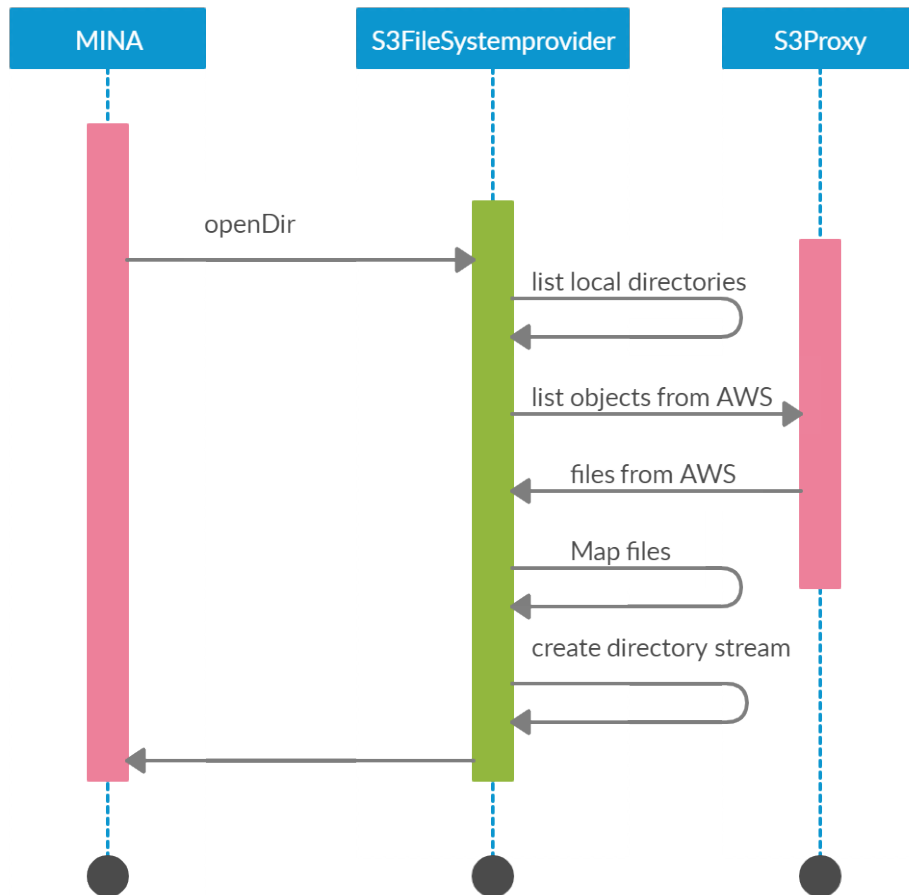 MINA
S3FileSystemprovider
S3Proxy
openDir
list local directories
list objects from AWS
files from AWS
Map files
create directory stream